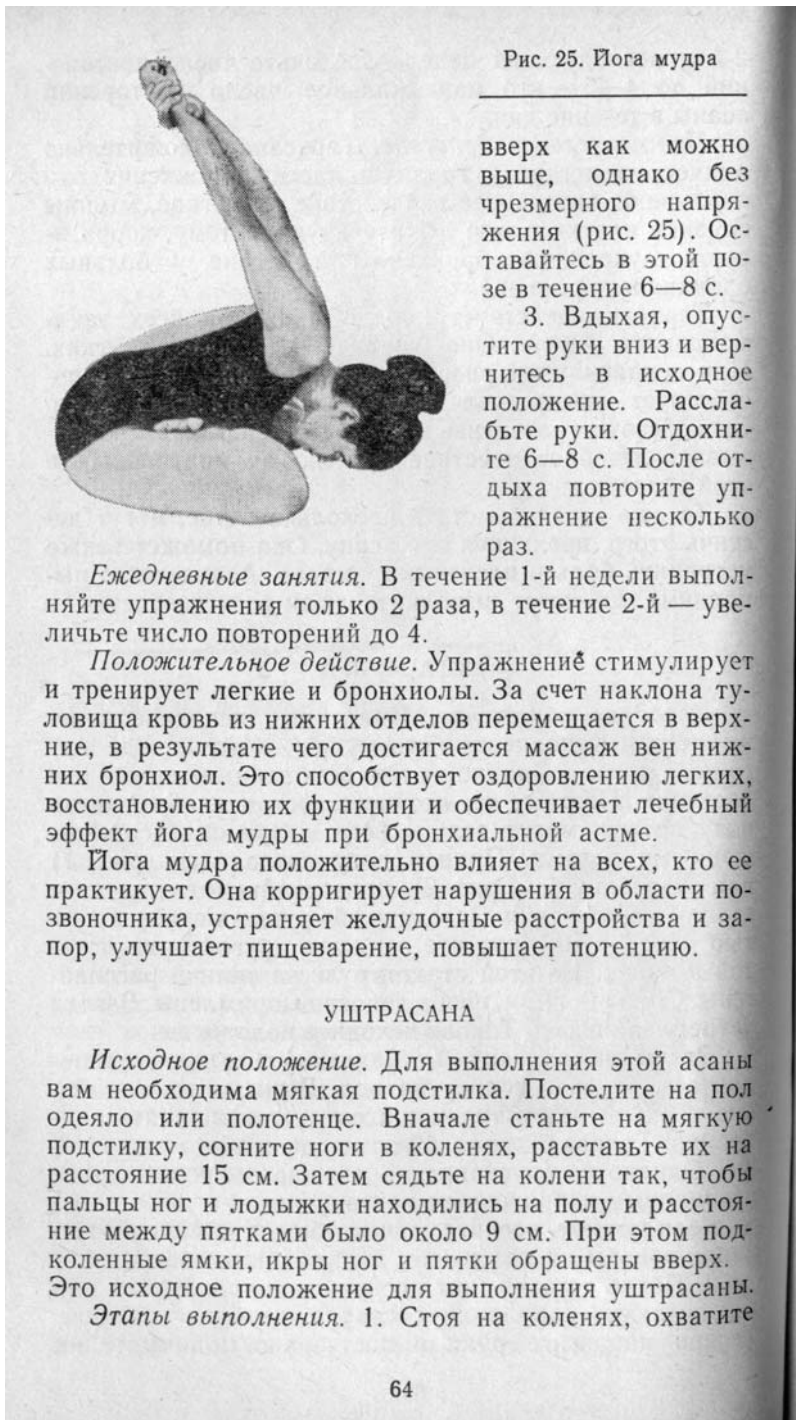 Рис. 25. Йога мудра
вверх как можно
выше, однако без
чрезмерного напря-
жения (рис. 25). Ос-
тавайтесь в этой по-
зе в течение 6—8 с.
3. Вдыхая, опус-
тите руки вниз и вер-
нитесь в исходное
положение. Рассла-
бьте руки. Отдохни-
те 6—8 с. После от-
дыха повторите уп-
ражнение несколько
раз.
Ежедневные занятия. В течение 1-й недели выпол-
няйте упражнения только 2 раза, в течение 2-й — уве-
личьте число повторений до 4.
Положительное действие. Упражнение стимулирует
и тренирует легкие и бронхиолы. За счет наклона ту-
ловища кровь из нижних отделов перемещается в верх-
ние, в результате чего достигается массаж вен ниж-
них бронхиол. Это способствует оздоровлению легких,
восстановлению их функции и обеспечивает лечебный
эффект йога мудры при бронхиальной астме.
Йога мудра положительно влияет на всех, кто ее
практикует. Она корригирует нарушения в области по-
звоночника, устраняет желудочные расстройства и за-
пор, улучшает пищеварение, повышает потенцию.
УШТРАСАНА
Исходное положение. Для выполнения этой асаны
вам необходима мягкая подстилка. Постелите на пол
одеяло или полотенце. Вначале станьте на мягкую
подстилку, согните ноги в коленях, расставьте их на
расстояние 15 см. Затем сядьте на колени так, чтобы
пальцы ног и лодыжки находились на полу и расстоя-
ние между пятками было около 9 см. При этом под-
коленные ямки, икры ног и пятки обращены вверх.
Это исходное положение для выполнения уштрасаны.
Этапы выполнения. 1. Стоя на коленях, охватите
64